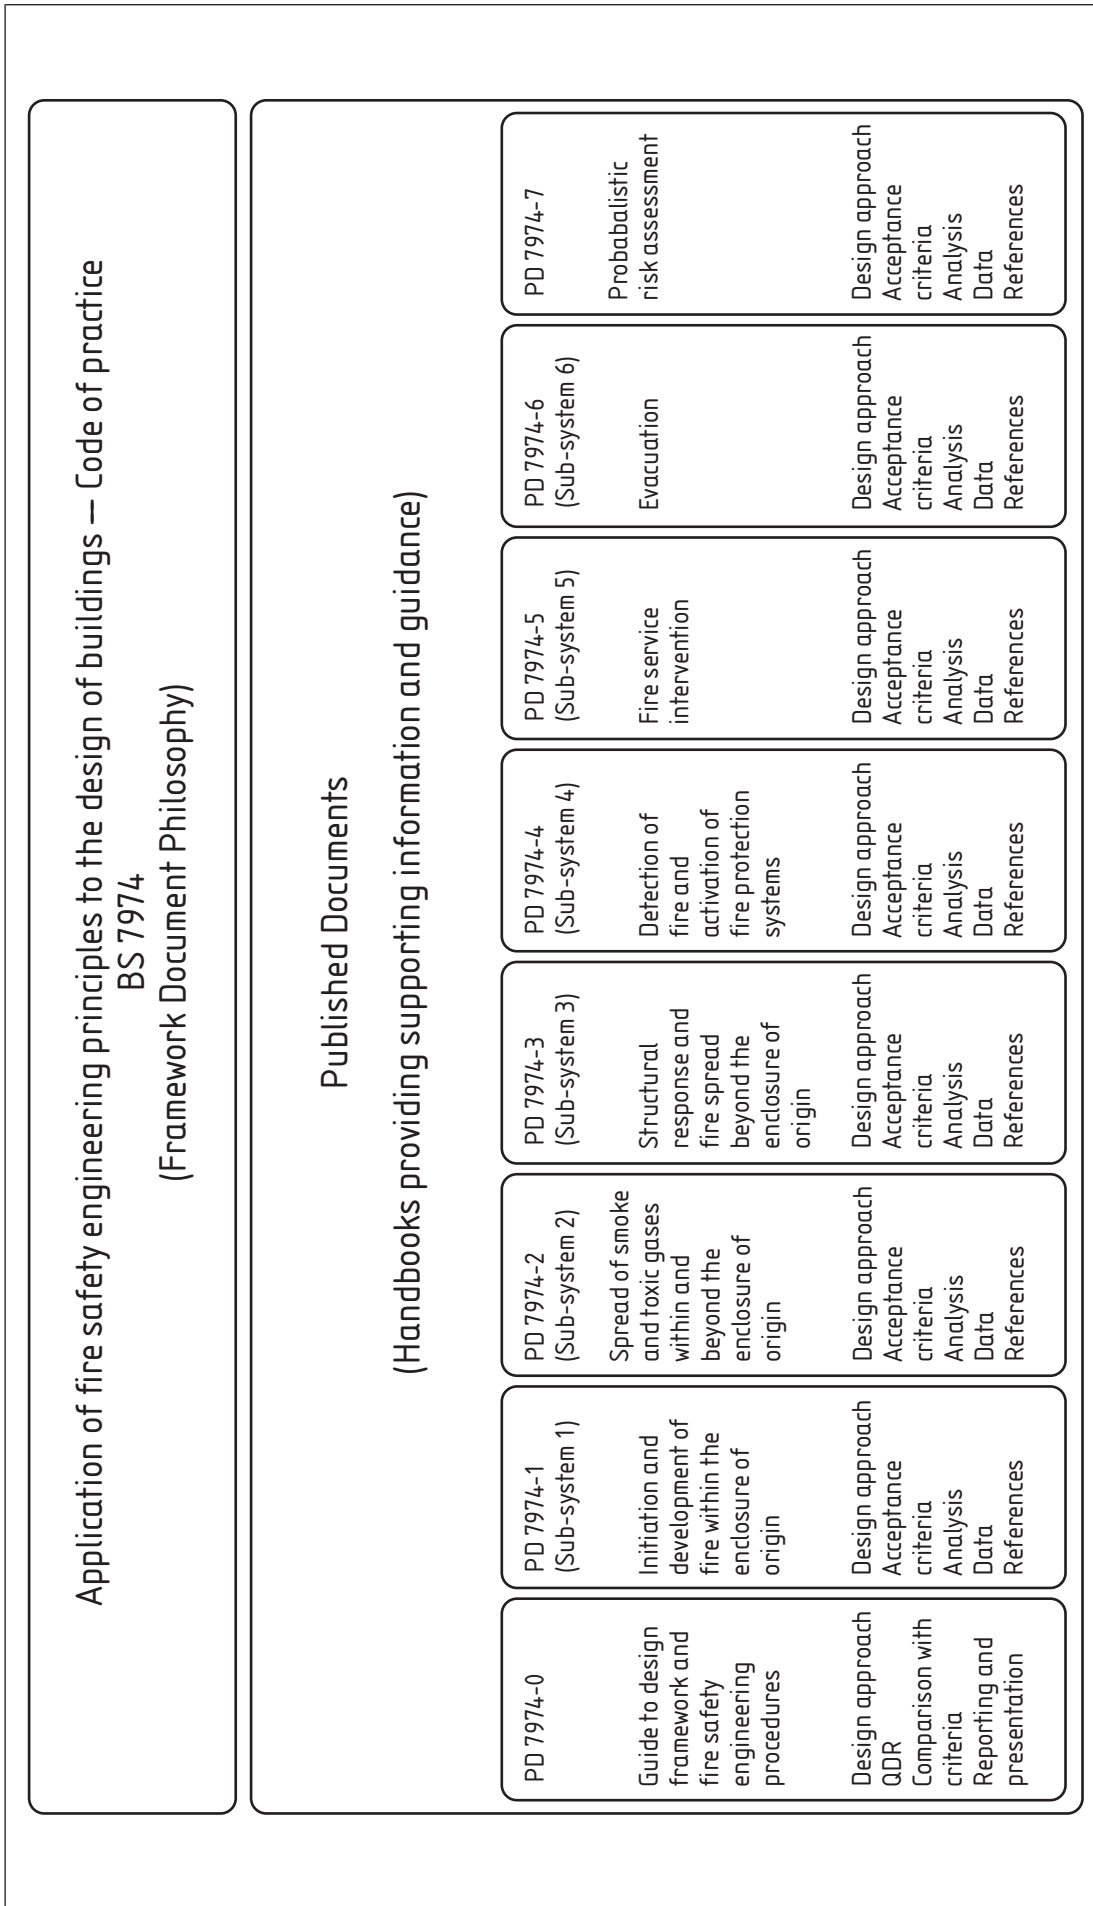 Application of fire safety engineering principles to the design of buildings — Code of practice
BS 7974
(Framework Document Philosophy)
Published Documents
(Handbooks providing supporting information and guidance)
PD 7974-0
Guide to design
framework and
fire safety
engineering
procedures
Design approach
QDR
Comparison with
criteria
Reporting and
presentation
PD 7974-1
(Sub-system 1)
Initiation and
development of
fire within the
enclosure of
origin
Design approach
Acceptance
criteria
Analysis
Data
References
PD 7974-2
(Sub-system 2)
Spread of smoke
and toxic gases
within and
beyond the
enclosure of
origin
Design approach
Acceptance
criteria
Analysis
Data
References
PD 7974-3
(Sub-system 3)
Structural
response and
fire spread
beyond the
enclosure of
origin
Design approach
Acceptance
criteria
Analysis
Data
References
PD 7974-4
(Sub-system 4)
Detection of
fire and
activation of
fire protection
systems
Design approach
Acceptance
criteria
Analysis
Data
References
PD 7974-5
(Sub-system 5)
Fire service
intervention
Design approach
Acceptance
criteria
Analysis
Data
References
PD 7974-6
(Sub-system 6)
Evacuation
Design approach
Acceptance
criteria
Analysis
Data
References
PD 7974-7
Probabalistic
risk assessment
Design approach
Acceptance
criteria
Analysis
Data
References